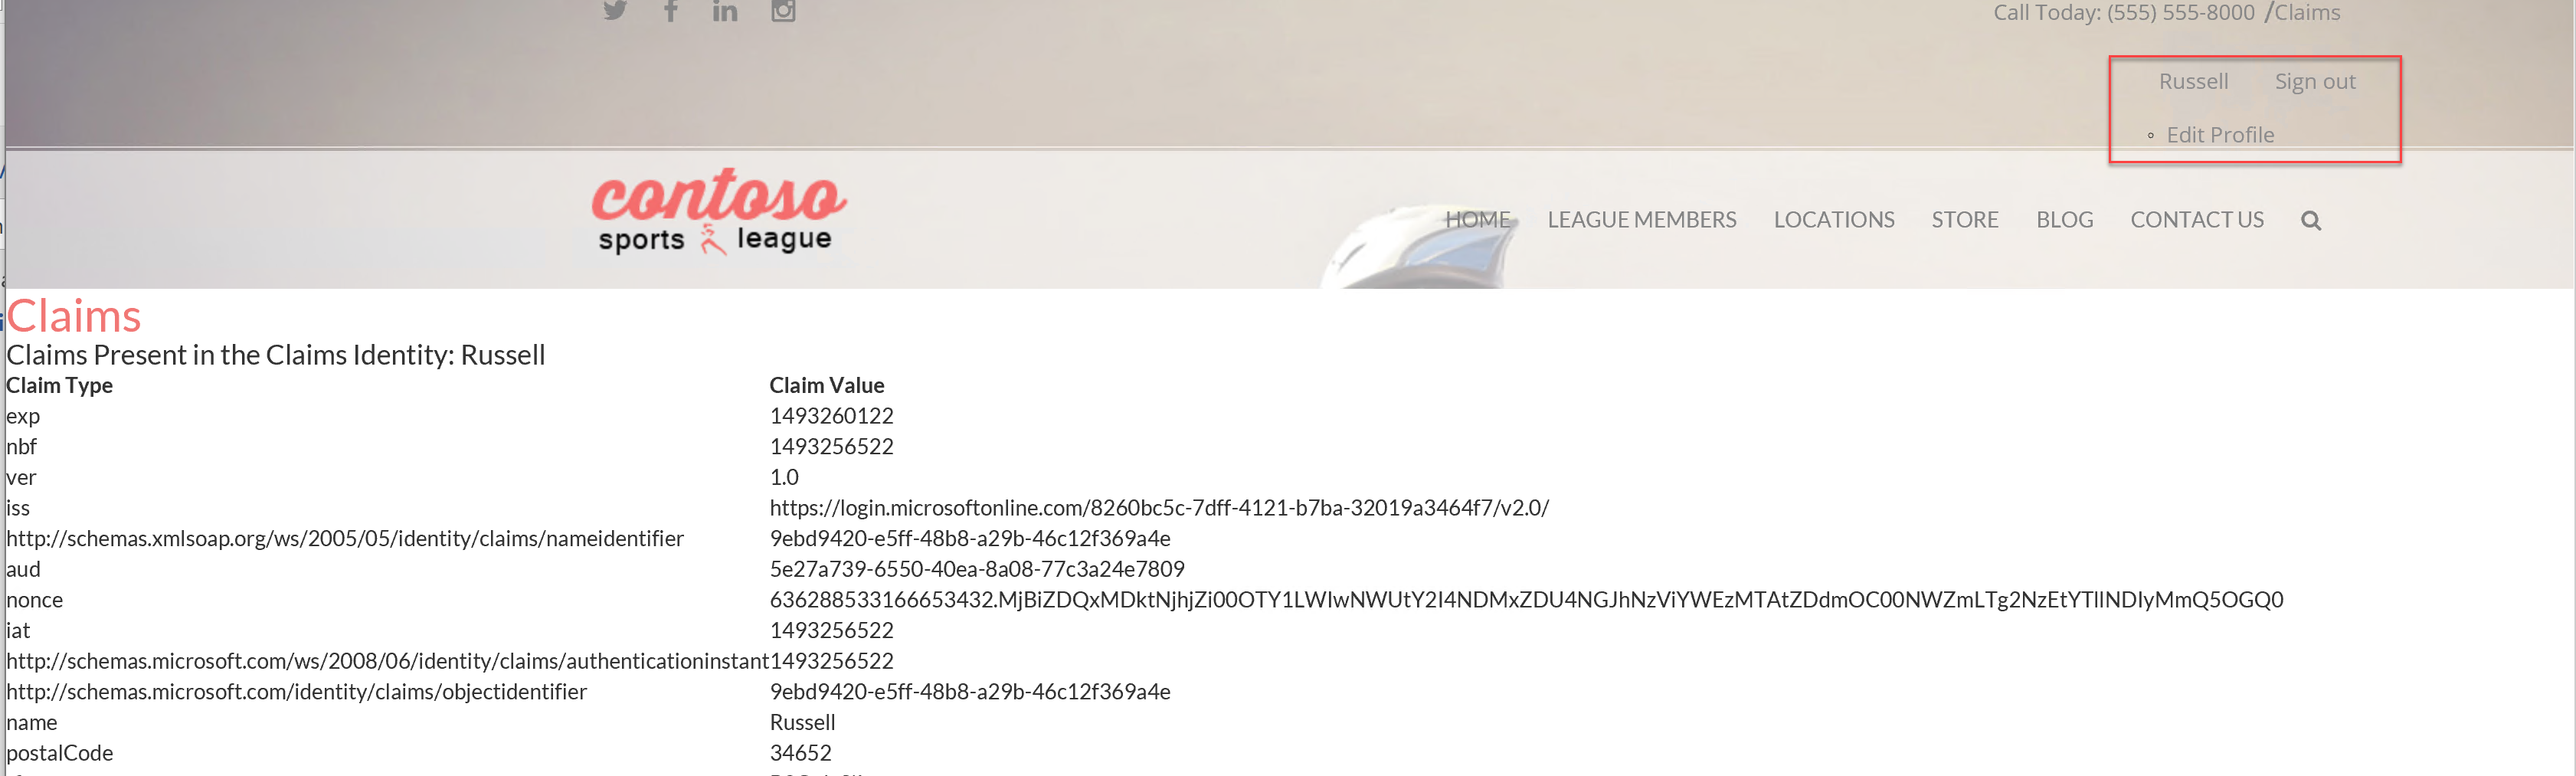 Call Today: (555) 555-8000 /Claims
Russell Sign out
Edit Profile
contoso
sports league
HOME LEAGUE MEMBERS LOCATIONS STORE BLOG CONTACT US
Claims
Claims Present in the Claims Identity: Russell
Claim Type Claim Value
exp 1493260122
nbf 1493256522
ver 1.0
iss https://login.microsoftonline.com/8260bc5c-7dff-4121-b7ba-32019a3464f7/v2.0/
http://schemas.xmlsoap.org/ws/2005/05/identity/claims/nameidentifier 9ebd9420-e5ff-48b8-a29b-46c12f369a4e
aud 5e27a739-6550-40ea-8a08-77c3a24e7809
nonce 636288533166653432.MjBiZDQxMDktNjhjZi00OTY1LWIwNWUtY2I4NDMxZDU4NGJhNzViYWEzMTAtZDdmOC00NWZmLTg2NzEtYTllNDIyMmQ5OGQ0
iat 1493256522
http://schemas.microsoft.com/ws/2008/06/identity/claims/authenticationinstant 1493256522
http://schemas.microsoft.com/identity/claims/objectidentifier 9ebd9420-e5ff-48b8-a29b-46c12f369a4e
name Russell
postalCode 34652